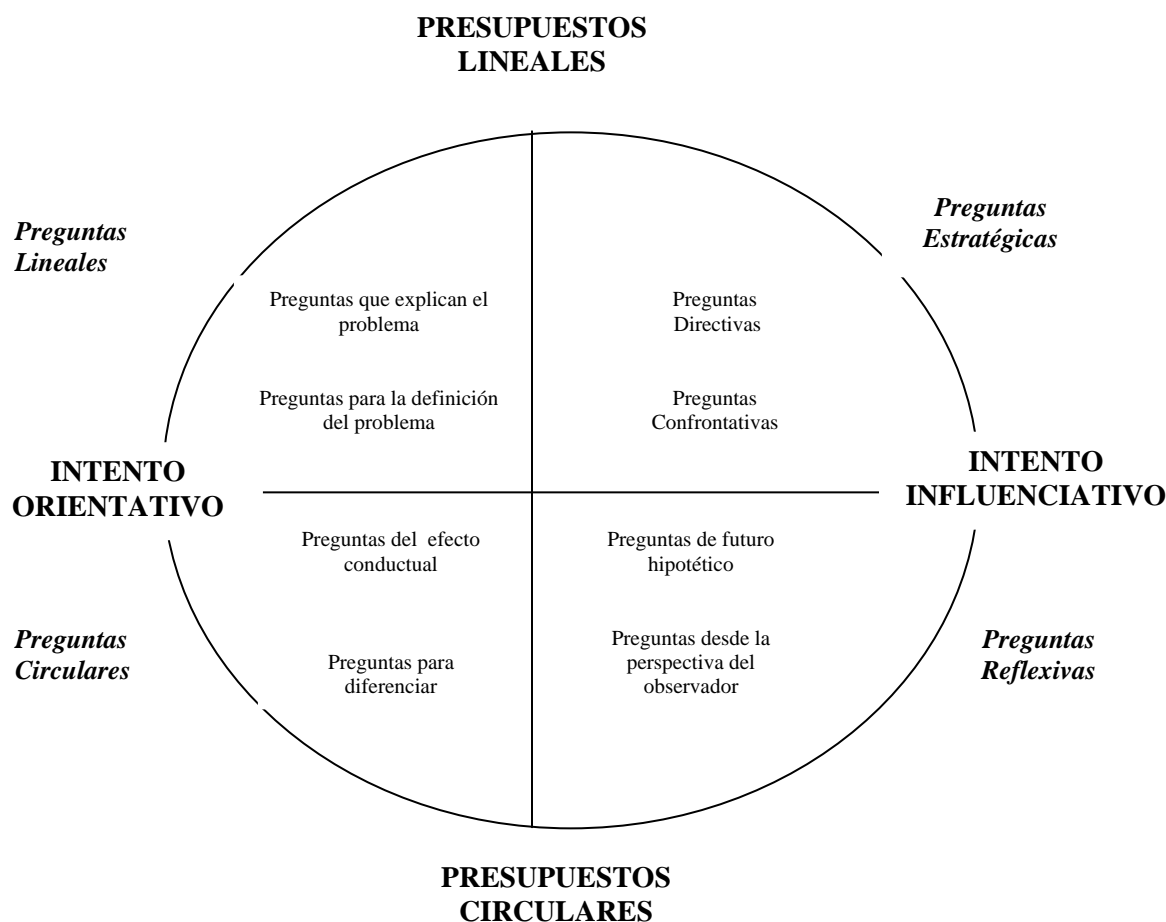 PRESUPUESTOS
LINEALES
Preguntas
Lineales
Preguntas
Estratégicas
Preguntas que explican el
problema
Preguntas
Directivas
Preguntas para la definición
del problema
Preguntas
Confrontativas
INTENTO
ORIENTATIVO
INTENTO
INFLUENCIATIVO
Preguntas del efecto
conductual
Preguntas de futuro
hipotético
Preguntas
Circulares
Preguntas para
diferenciar
Preguntas desde la
perspectiva del
observador
Preguntas
Reflexivas
PRESUPUESTOS
CIRCULARES